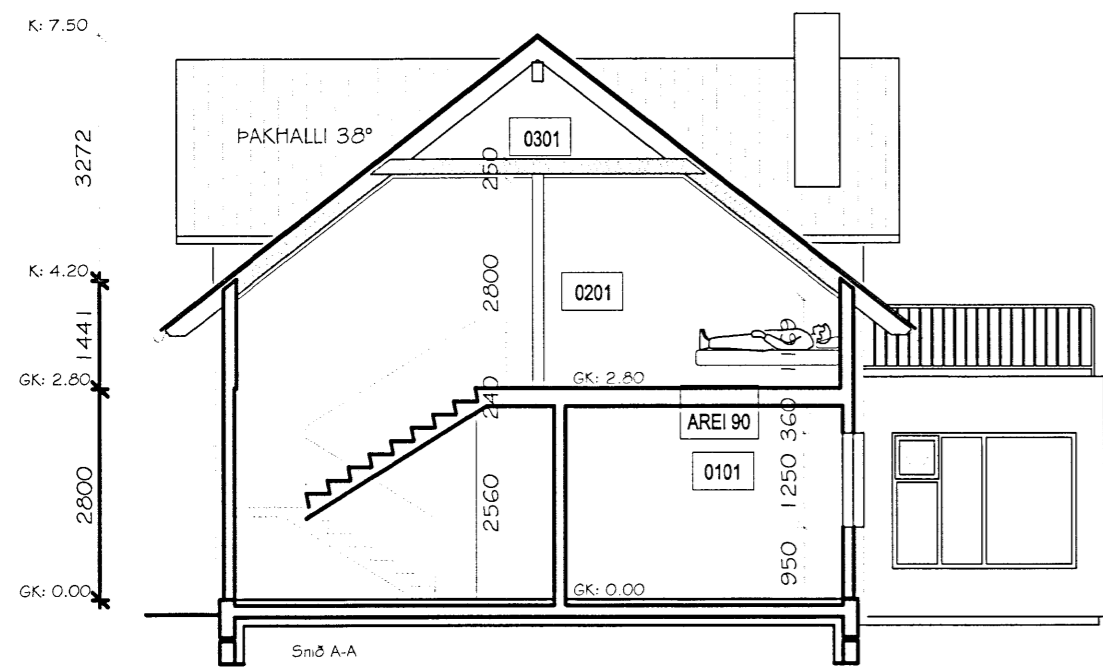 K: 7.50
ÞAKHALLI 38°
0301
3272
250
K: 4.20
2800
0201
1441
GK: 2.80
GK: 2.80
240
AREI 90
360
0101
2800
2560
1250
950
GK: 0.00
GK: 0.00
Snið A-A